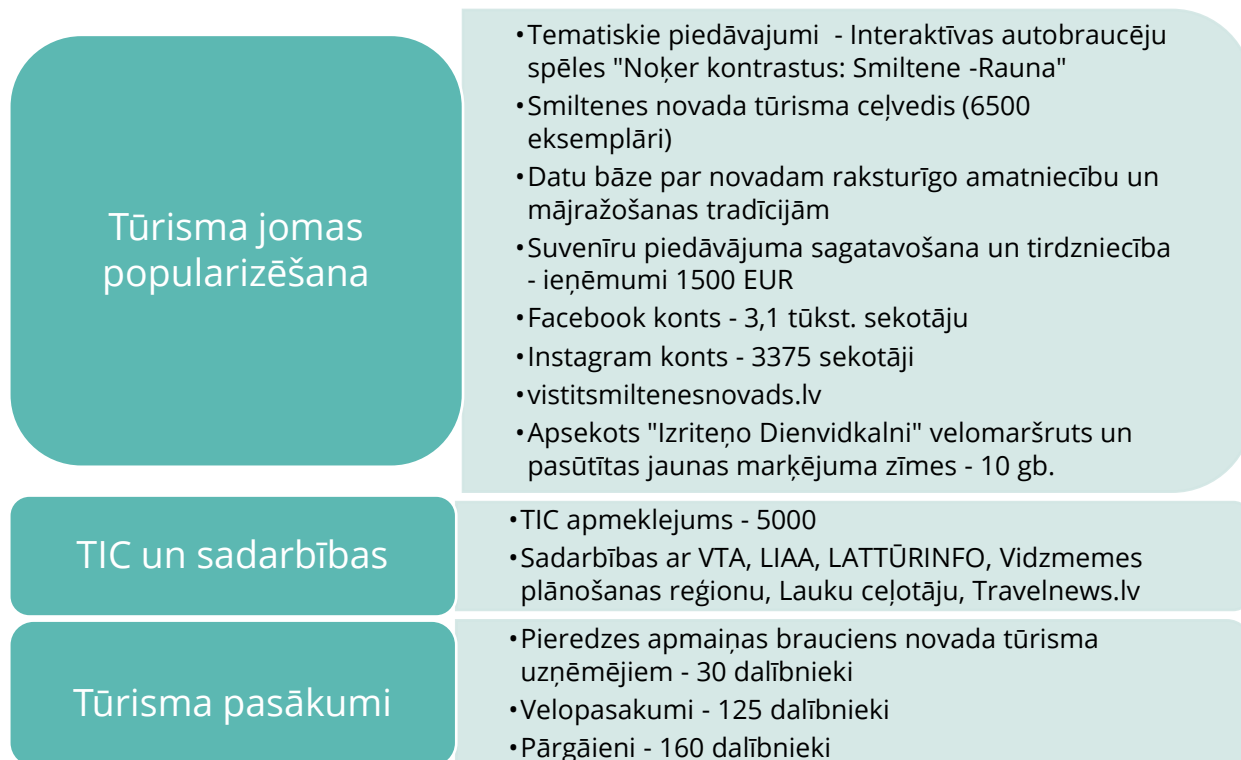 Tūrisma jomas
popularizēšana
•Tematiskie piedāvajumi - Interaktīvas autobraucēju
spēles "Noķer kontrastus: Smiltene -Rauna"
•Smiltenes novada tūrisma ceļvedis (6500
eksemplāri)
•Datu bāze par novadam raksturīgo amatniecību un
mājražošanas tradīcijām
•Suvenīru piedāvājuma sagatavošana un tirdzniecība
- ieņēmumi 1500 EUR
•Facebook konts - 3,1 tūkst. sekotāju
•Instagram konts - 3375 sekotāji
•vistitsmiltenesnovads.lv
•Apsekots "Izriteņo Dienvidkalni" velomaršruts un
pasūtītas jaunas marķējuma zīmes - 10 gb.
TIC un sadarbības
•TIC apmeklejums - 5000
•Sadarbības ar VTA, LIAA, LATTŪRINFO, Vidzmemes
plānošanas reģionu, Lauku ceļotāju, Travelnews.lv
Tūrisma pasākumi
•Pieredzes apmaiņas brauciens novada tūrisma
uzņēmējiem - 30 dalībnieki
•Velopasakumi - 125 dalībnieki
•Pārgāieni - 160 dalībnieki